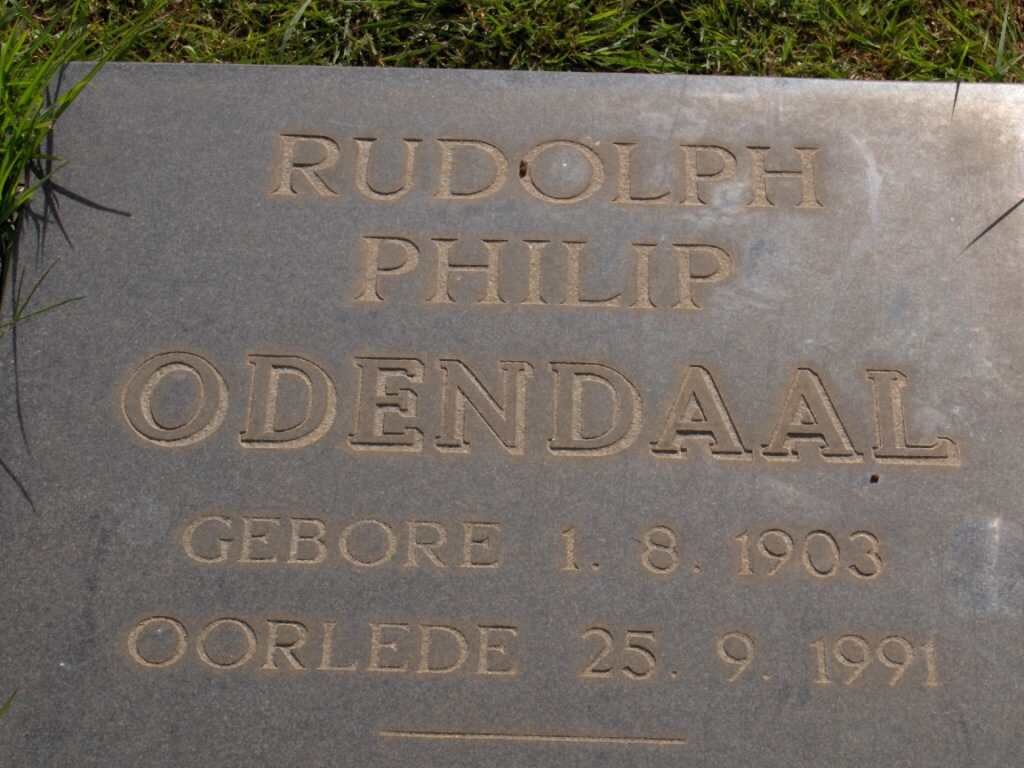 RUDOLPH
PHILIP
ODENDAAL
GEBORE 1. 8. 1903
OORLEDE 25. 9. 1991